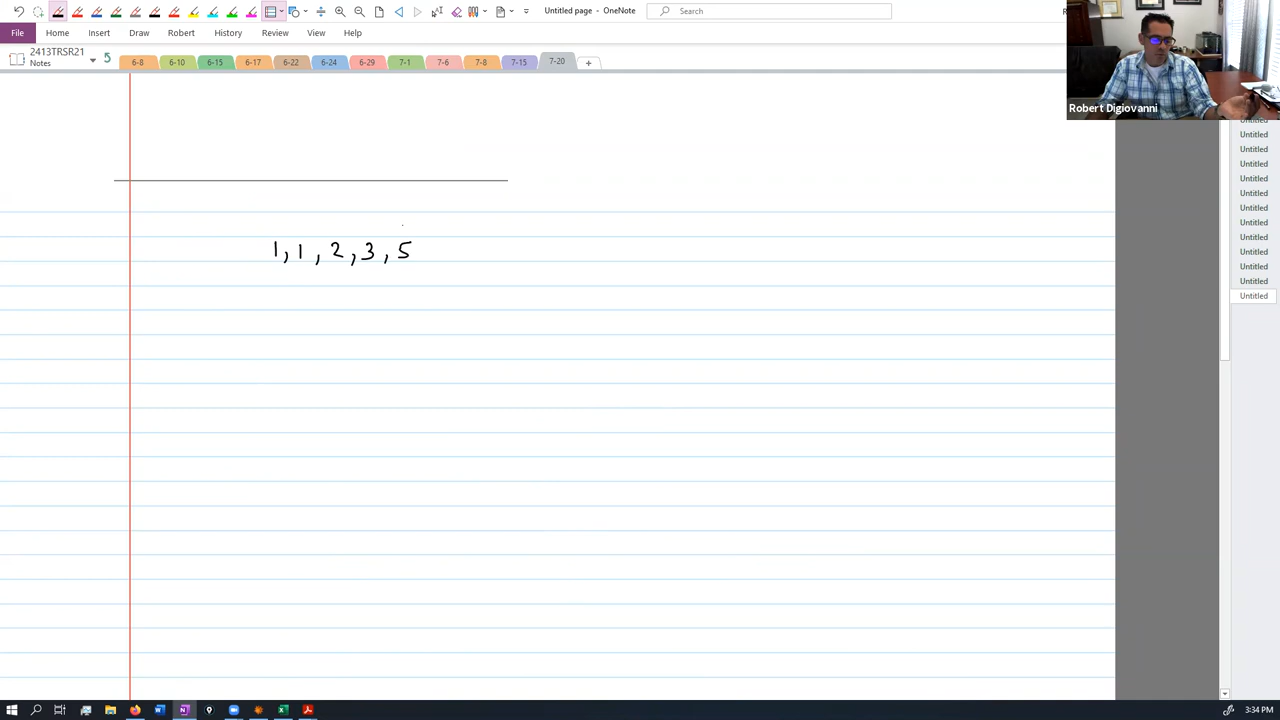 Untitled page - OneNote
Search
File
Home
Insert
Draw
Robert
History
Review
View
Help
2413TRSR21
Notes
6-8
6-10
6-15
6-17
6-22
6-24
6-29
7-1
7-6
7-8
7-15
7-20
Robert Digiovanni
1, 1, 2, 3, 5
Untitled
Untitled
Untitled
Untitled
Untitled
Untitled
Untitled
Untitled
Untitled
Untitled
Untitled
Untitled
3:34 PM